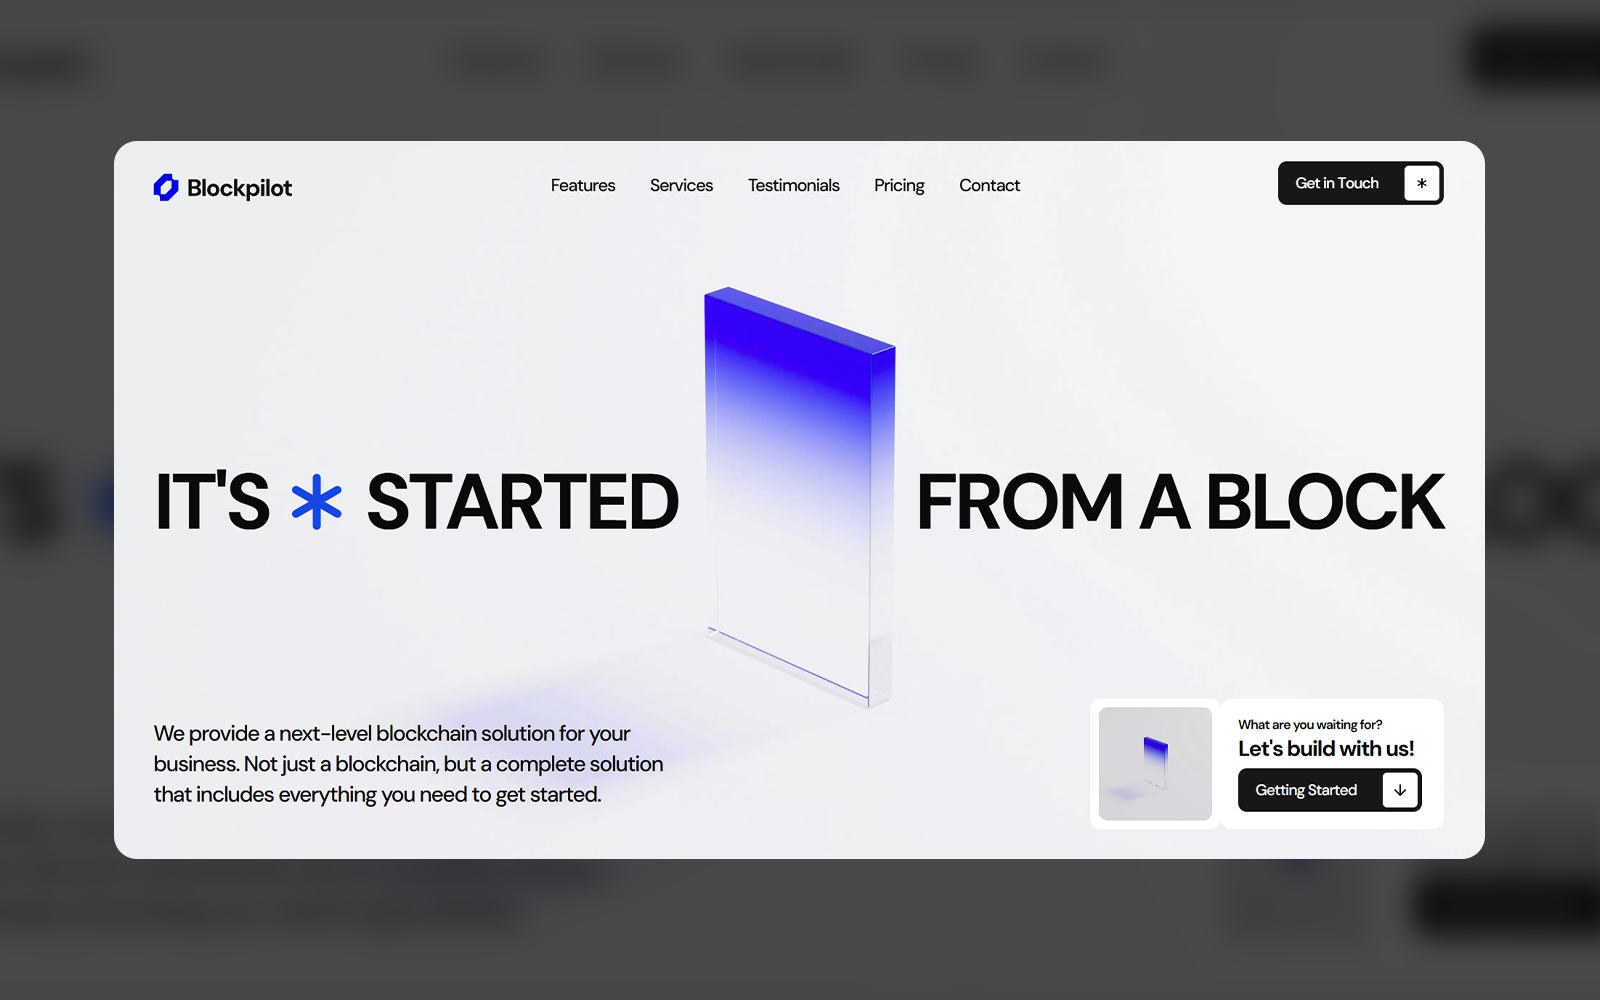 Blockpilot
Features
Services
Testimonials
Pricing
Contact
Get in Touch *
IT'S * STARTED
FROM A BLOCK
We provide a next-level blockchain solution for your
business. Not just a blockchain, but a complete solution
that includes everything you need to get started.
What are you waiting for?
Let's build with us!
Getting Started ↓